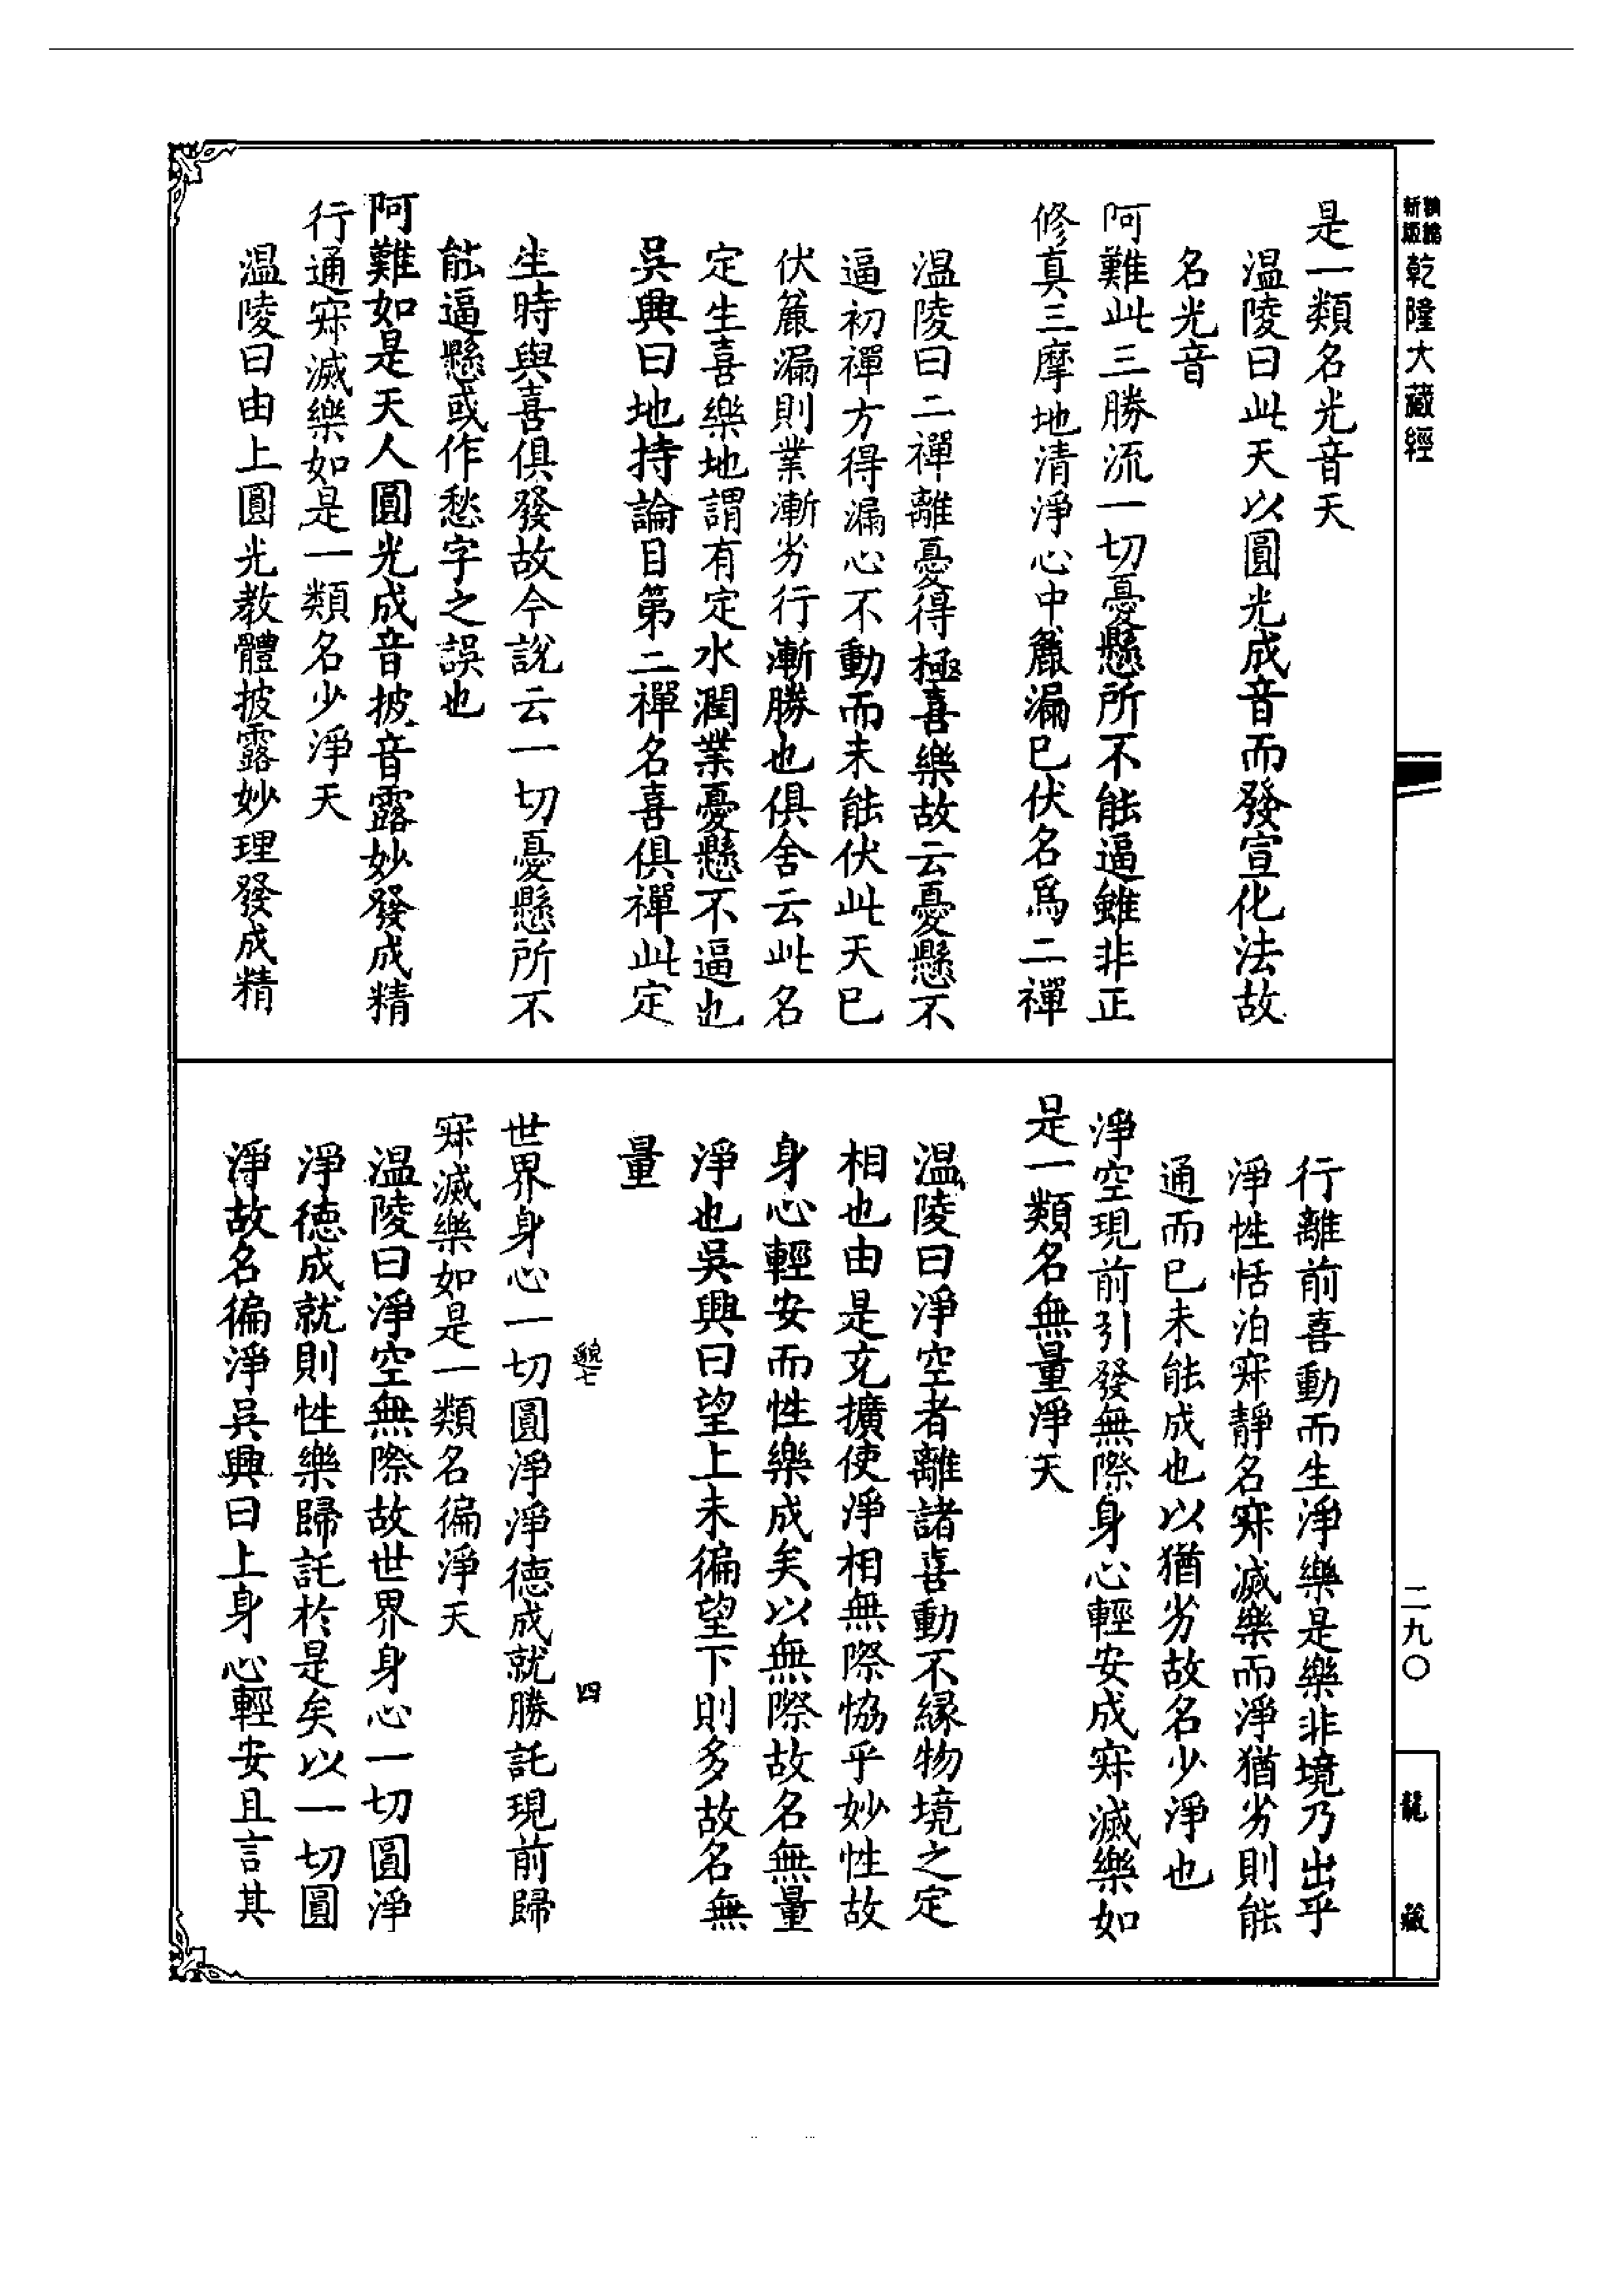 精鐫
新版
乾隆大藏經
是一類名光音天
温陵曰此天以圓光成音而發宣化法故
名光音
阿難此三勝流一切憂懸所不能逼雖非正
修真三摩地清淨心中麤漏已伏名爲二禪
温陵曰二禪離憂得極喜樂故云憂懸不
逼初禪方得漏心不動而未能伏此天已
伏麤漏則業漸劣行漸勝也俱舍云此名
定生喜樂地謂有定水潤業憂懸不逼也
吳興曰地持論目第二禪名喜俱禪此定
生時與喜俱發故今說云一切憂懸所不
能逼懸或作愁字之誤也
阿難如是天人圓光成音披音露妙發成精
行通寂滅樂如是一類名少淨天
温陵曰由上圓光教體披露妙理發成精
行離前喜動而生淨樂是樂非境乃出乎
淨性恬泊寂靜名寂滅樂而淨猶劣則能
通而已未能成也以猶劣故名少淨也
淨空現前引發無際身心輕安成寂滅樂如
是一類名無量淨天
温陵曰淨空者離諸喜動不緣物境之定
相也由是充擴使淨相無際恊乎妙性故
身心輕安而性樂成矣以無際故名無量
淨也吳興曰望上未徧望下則多故名無
量
邈七
四
世界身心一切圓淨淨德成就勝託現前歸
寂滅樂如是一類名徧淨天
温陵曰淨空無際故世界身心一切圓淨
淨德成就則性樂歸託於是矣以一切圓
淨故名徧淨吳興曰上身心輕安且言其
二九〇
龍藏